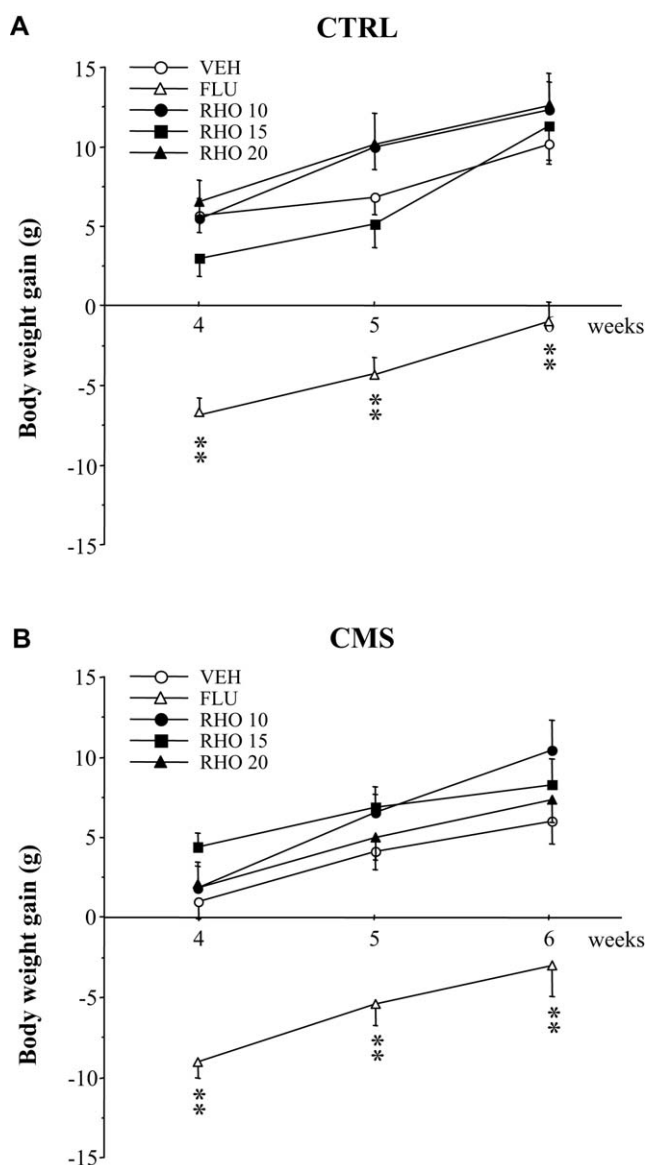 A
CTRL
VEH
FLU
RHO 10
RHO 15
RHO 20
Body weight gain (g)
15
10
5
0
-5
-10
-15
4
5
6
weeks
**
**
**
B
CMS
VEH
FLU
RHO 10
RHO 15
RHO 20
Body weight gain (g)
15
10
5
0
-5
-10
-15
4
5
6
weeks
**
**
**